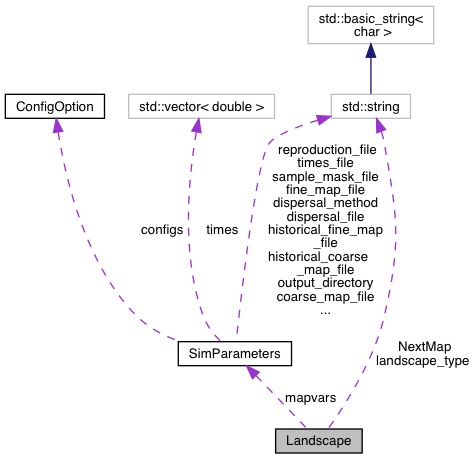 std::basic_string<
char >
ConfigOption
std::vector< double >
std::string
reproduction_file
times_file
sample_mask_file
fine_map_file
dispersal_method
dispersal_file
historical_fine_map
_file
historical_coarse
_map_file
output_directory
coarse_map_file
...
configs
times
SimParameters
NextMap
landscape_type
mapvars
Landscape